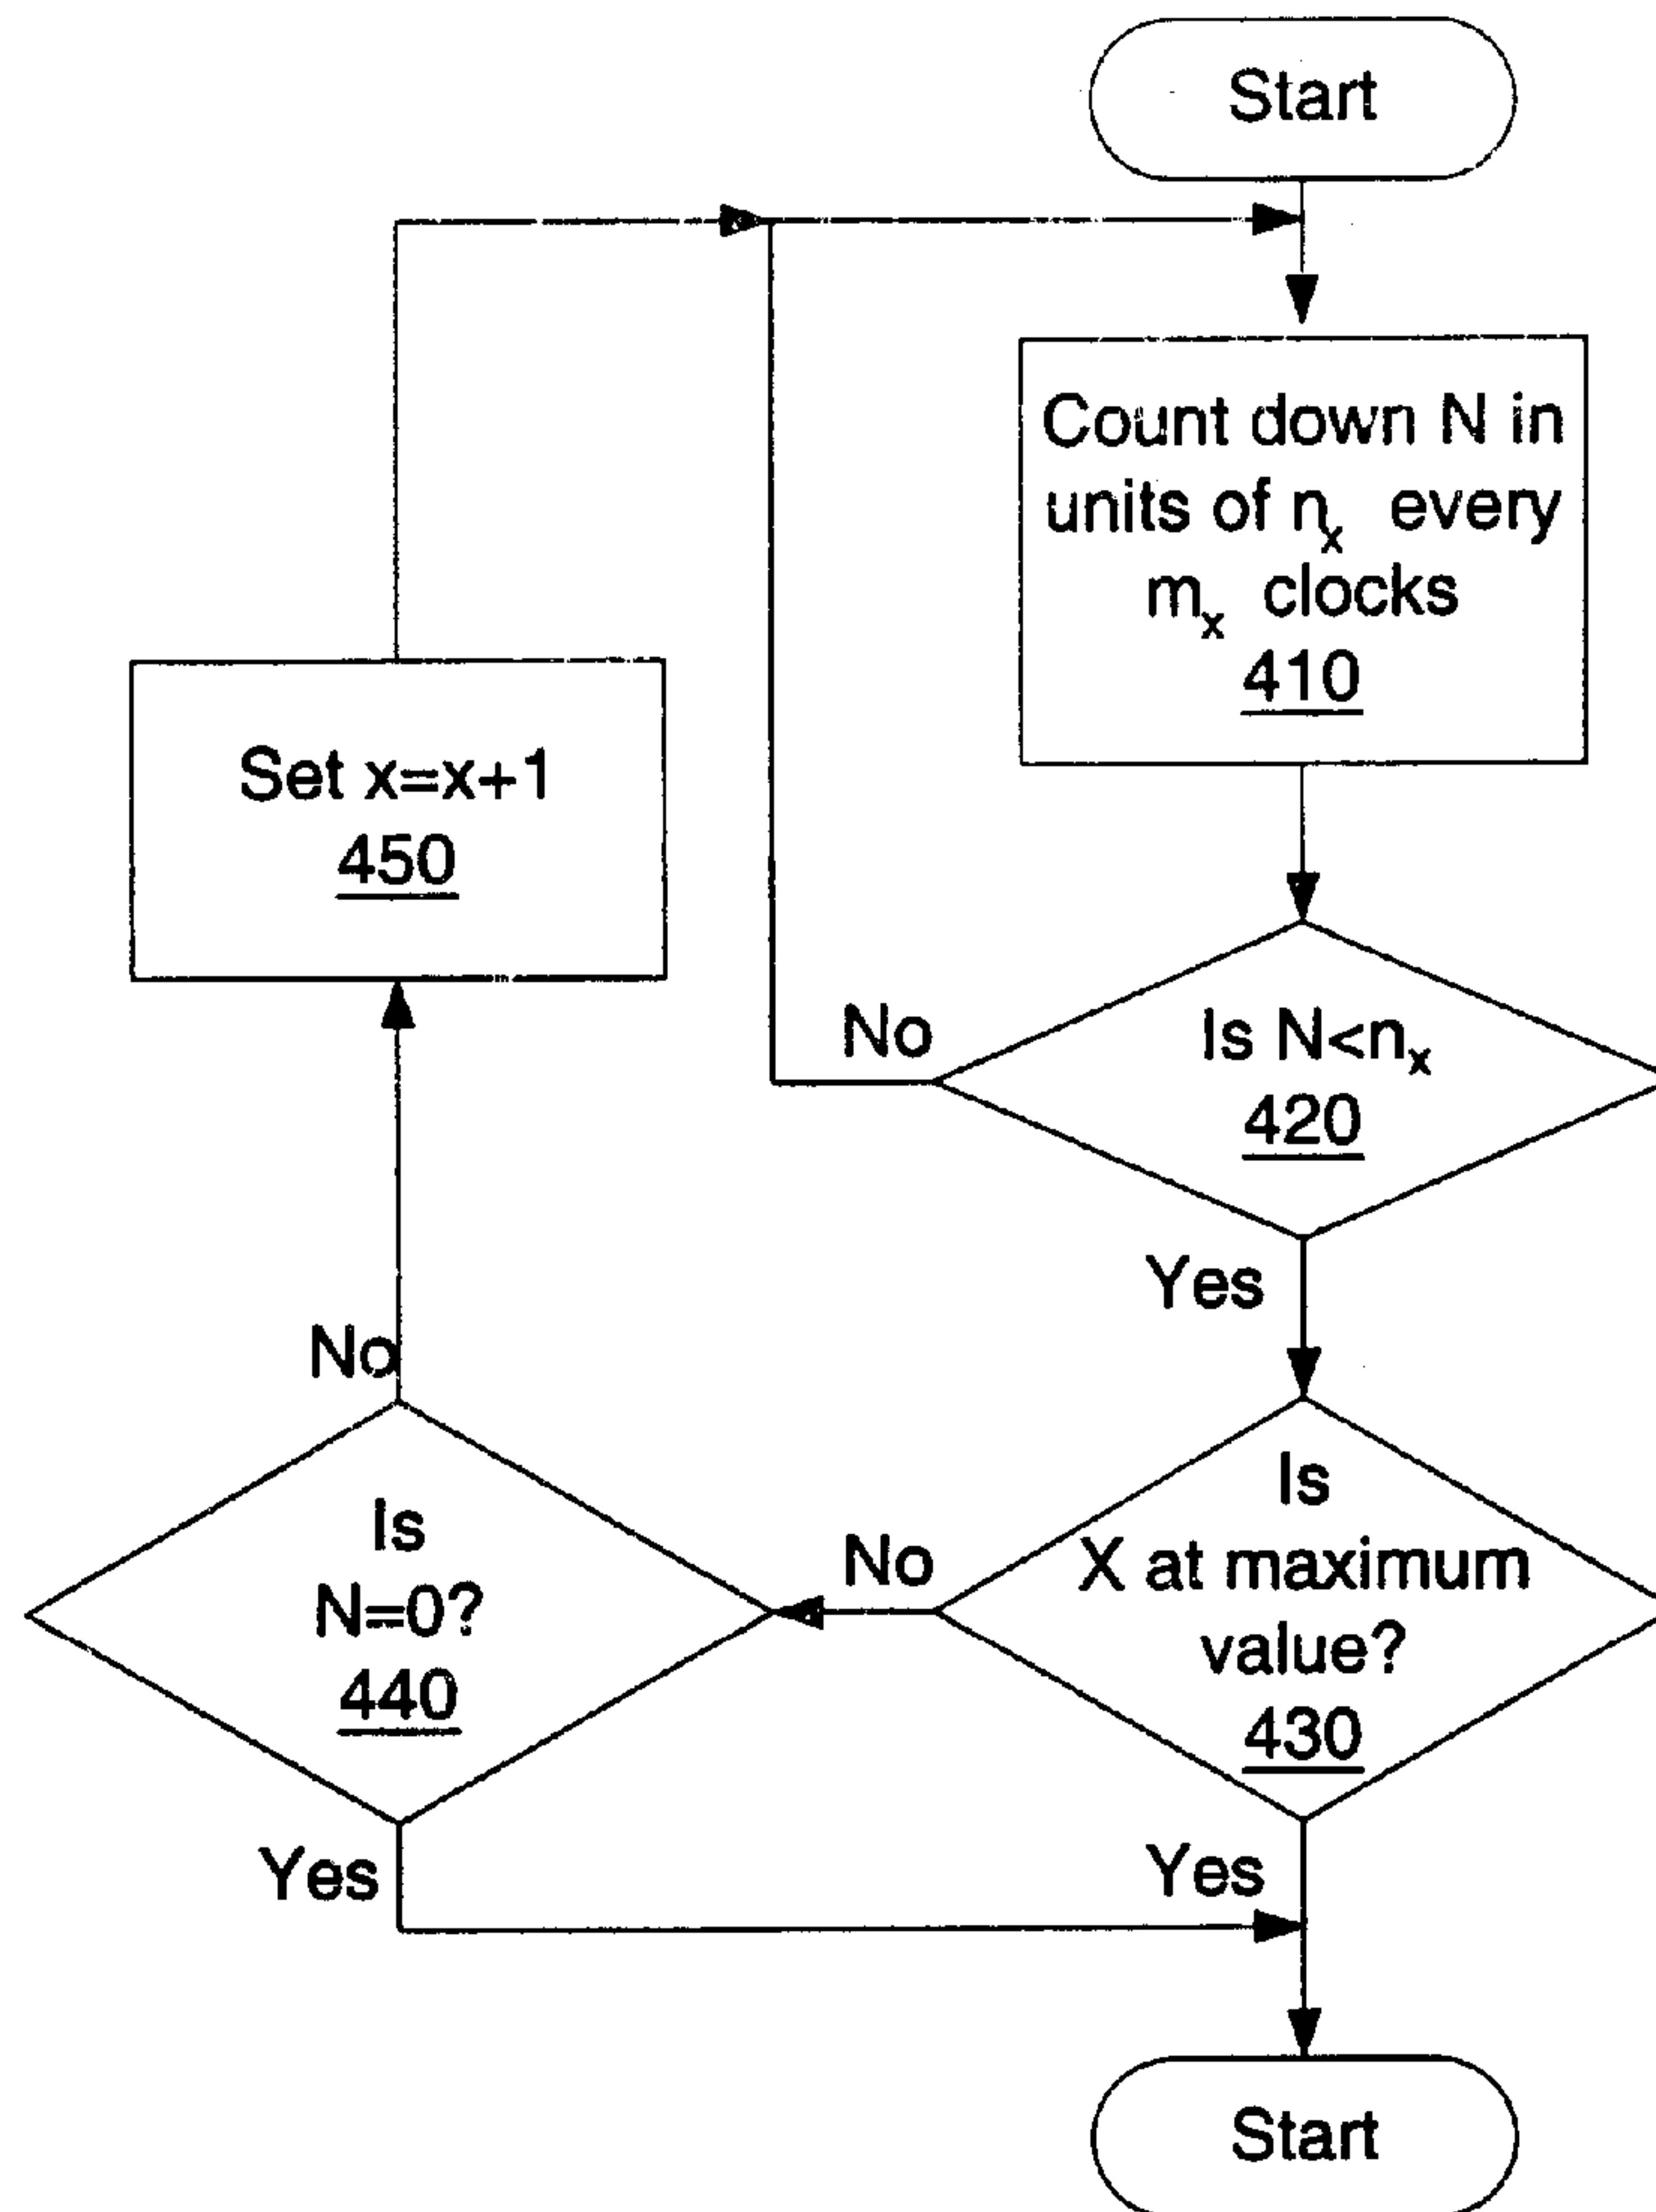 Start
Count down N in
units of nx every
mx clocks
410
Set x=x+1
450
No
Is N<nx
420
Yes
No
Is
N=0?
440
No
Is
X at maximum
value?
430
Yes
Yes
Start